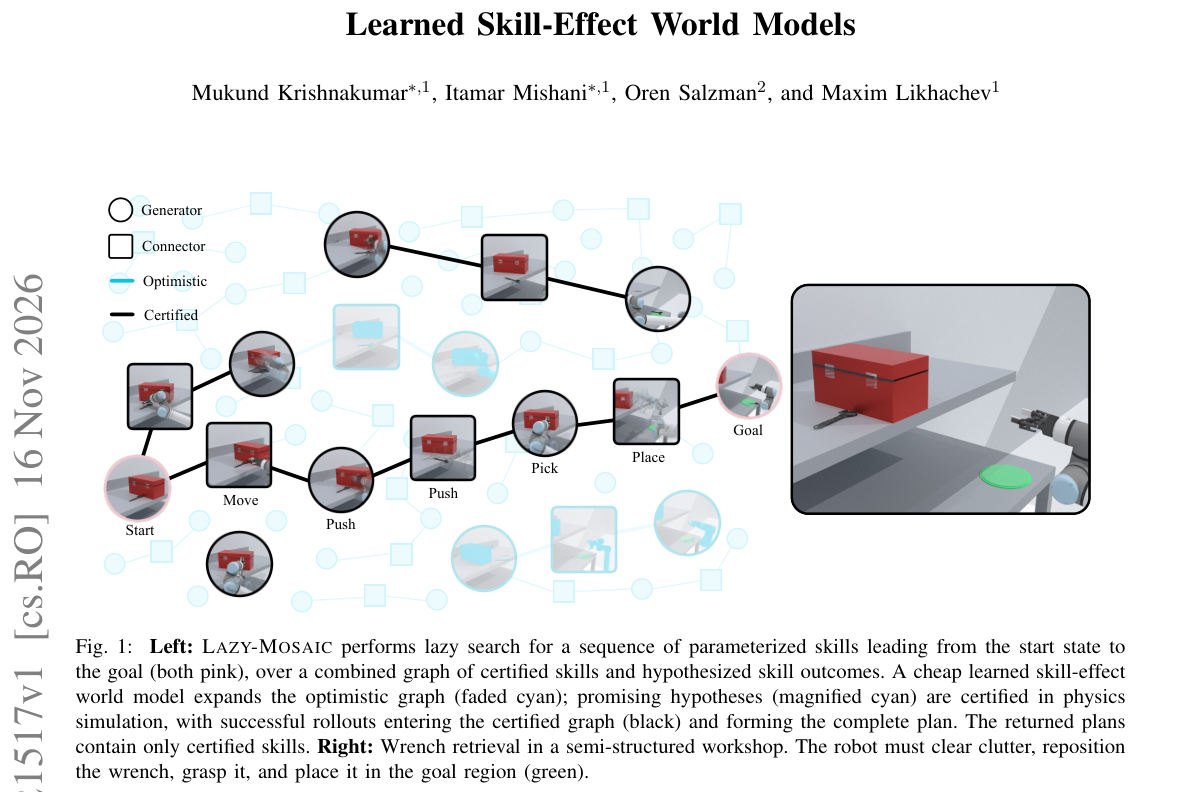 Learned Skill-Effect World Models
Mukund Krishnakumar∗,1, Itamar Mishani∗,1, Oren Salzman2, and Maxim Likhachev1
1517v1 [cs.RO] 16 Nov 2026
Generator
Connector
Optimistic
Certified
Start
Move
Push
Push
Pick
Place
Goal
Fig. 1: Left: LAZY-MOSAIC performs lazy search for a sequence of parameterized skills leading from the start state to
the goal (both pink), over a combined graph of certified skills and hypothesized skill outcomes. A cheap learned skill-effect
world model expands the optimistic graph (faded cyan); promising hypotheses (magnified cyan) are certified in physics
simulation, with successful rollouts entering the certified graph (black) and forming the complete plan. The returned plans
contain only certified skills. Right: Wrench retrieval in a semi-structured workshop. The robot must clear clutter, reposition
the wrench, grasp it, and place it in the goal region (green).